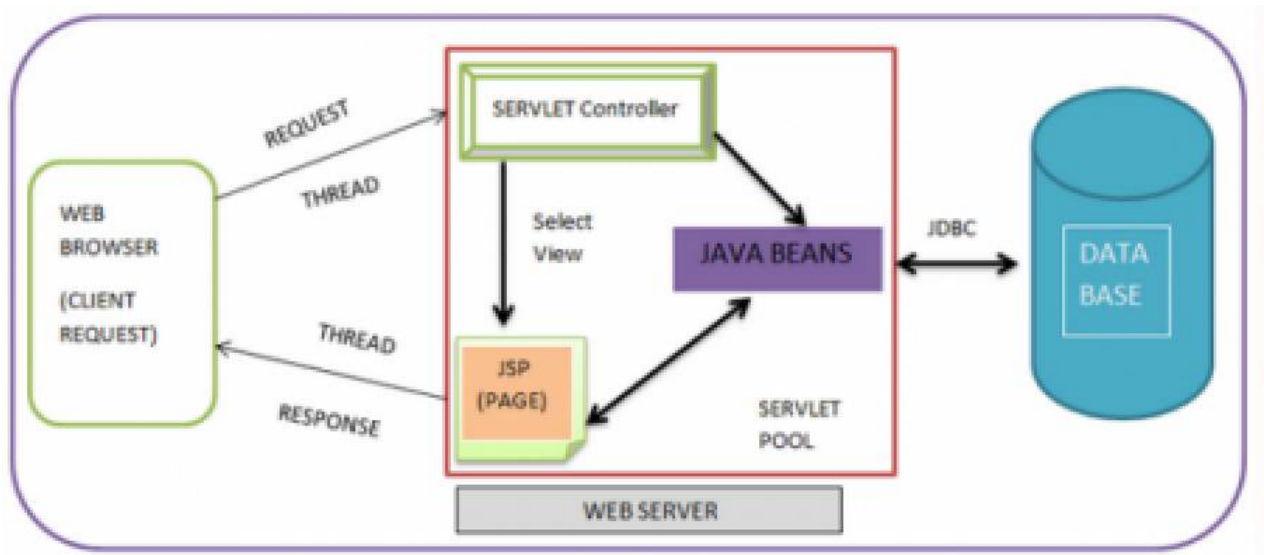 SERVLET Controller
REQUEST
THREAD
WEB
BROWSER
(CLIENT
REQUEST)
Select
View
JAVA BEANS
JDBC
DATA
BASE
THREAD
RESPONSE
JSP
(PAGE)
SERVLET
POOL
WEB SERVER